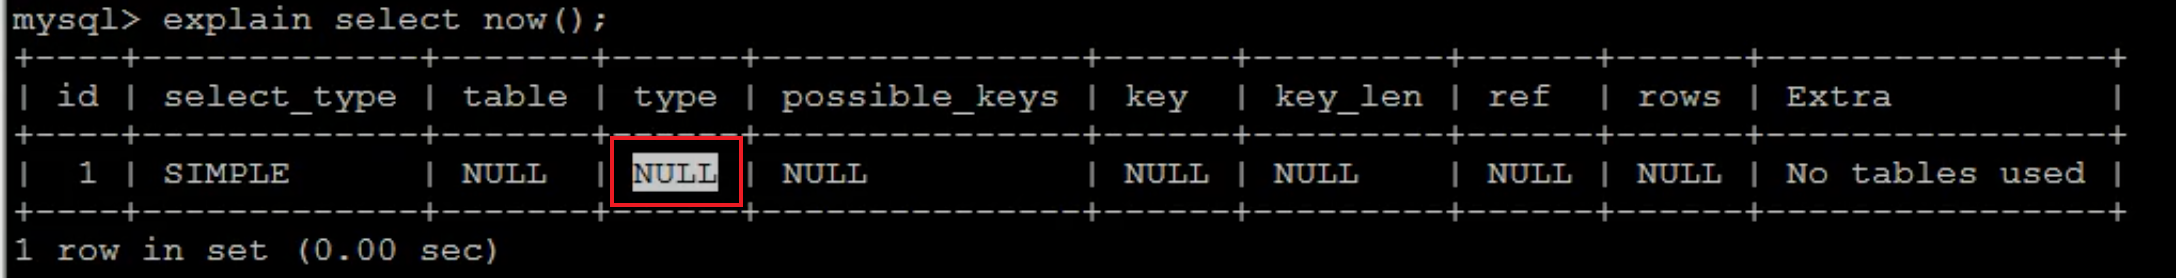 mysql> explain select now();
+----+-------------+-------+------+---------------+------+---------+------+------+----------------+
| id | select_type | table | type | possible_keys | key | key_len | ref | rows | Extra |
+----+-------------+-------+------+---------------+------+---------+------+------+----------------+
| 1 | SIMPLE | NULL | NULL | NULL | NULL | NULL | NULL | NULL | No tables used |
+----+-------------+-------+------+---------------+------+---------+------+------+----------------+
1 row in set (0.00 sec)